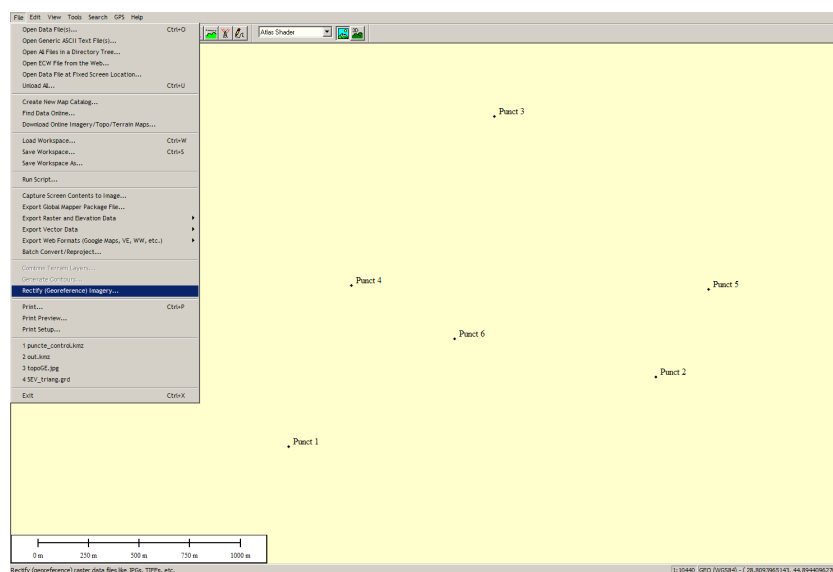 File Edit View Tools Search GPS Help
Open Data File(s)... Ctrl+O
Open Generic ASCII Text File(s)...
Open All Files in a Directory Tree...
Open ECW File from the Web...
Open Data File at Fixed Screen Location...
Unload All... Ctrl+U
Create New Map Catalog...
Find Data Online...
Download Online Imagery/Topo/Terrain Maps...
Load Workspace... Ctrl+W
Save Workspace... Ctrl+S
Save Workspace As...
Run Script...
Capture Screen Contents to Image...
Export Global Mapper Package File...
Export Raster and Elevation Data
Export Vector Data
Export Web Formats (Google Maps, VE, WW, etc.)
Batch Convert/Reproject...
Combine Terrain Layers...
Generate Contours...
Rectify (Georeference) Imagery...
Print... Ctrl+P
Print Preview...
Print Setup...
1 puncte_control.kmz
2 out.kmz
3 topoGE.jpg
4 SEV_triang.grd
Exit Ctrl+X
Atlas Shader
3D
Punct 3
Punct 4
Punct 5
Punct 6
Punct 2
Punct 1
0 m 250 m 500 m 750 m 1000 m
Rectify (georeference) raster data files like JPGs, TIFFs, etc.
1:10440 GEO (WGS84) - ( 28.8093965143, 44.894409627